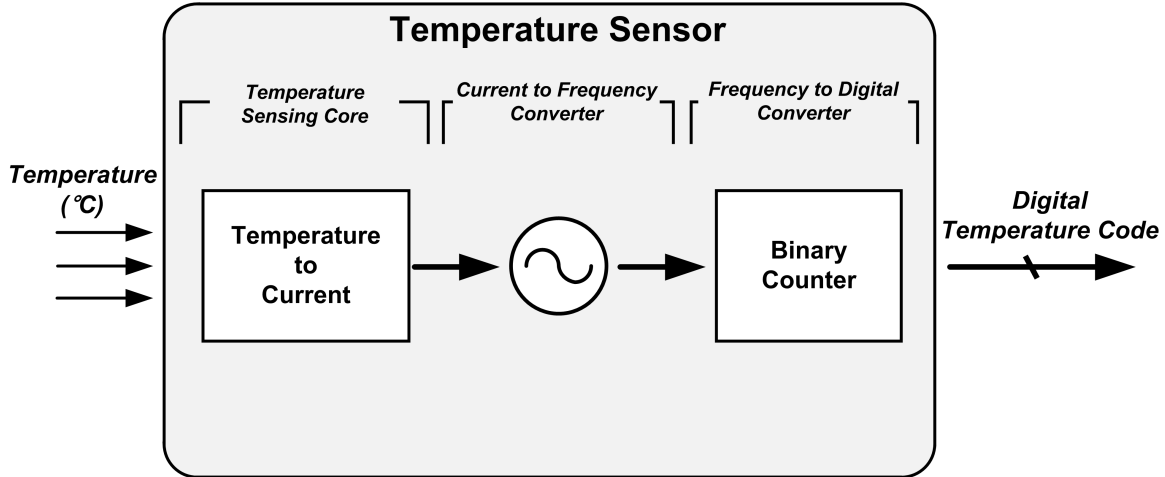 Temperature Sensor
Temperature
Sensing Core
Current to Frequency
Converter
Frequency to Digital
Converter
Temperature
(℃)
Temperature
to
Current
Binary
Counter
Digital
Temperature Code